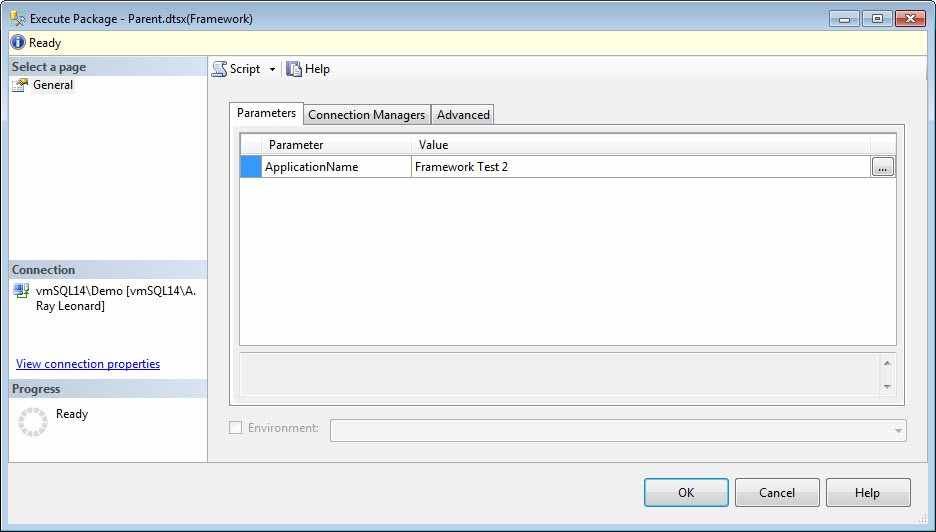 Execute Package - Parent.dtsx(Framework)
Ready
Select a page
General
Script
Help
Parameters
Connection Managers
Advanced
Parameter
Value
ApplicationName
Framework Test 2
...
Connection
vmSQL14\Demo [vmSQL14\A.
Ray Leonard]
View connection properties
Progress
Ready
Environment:
OK
Cancel
Help